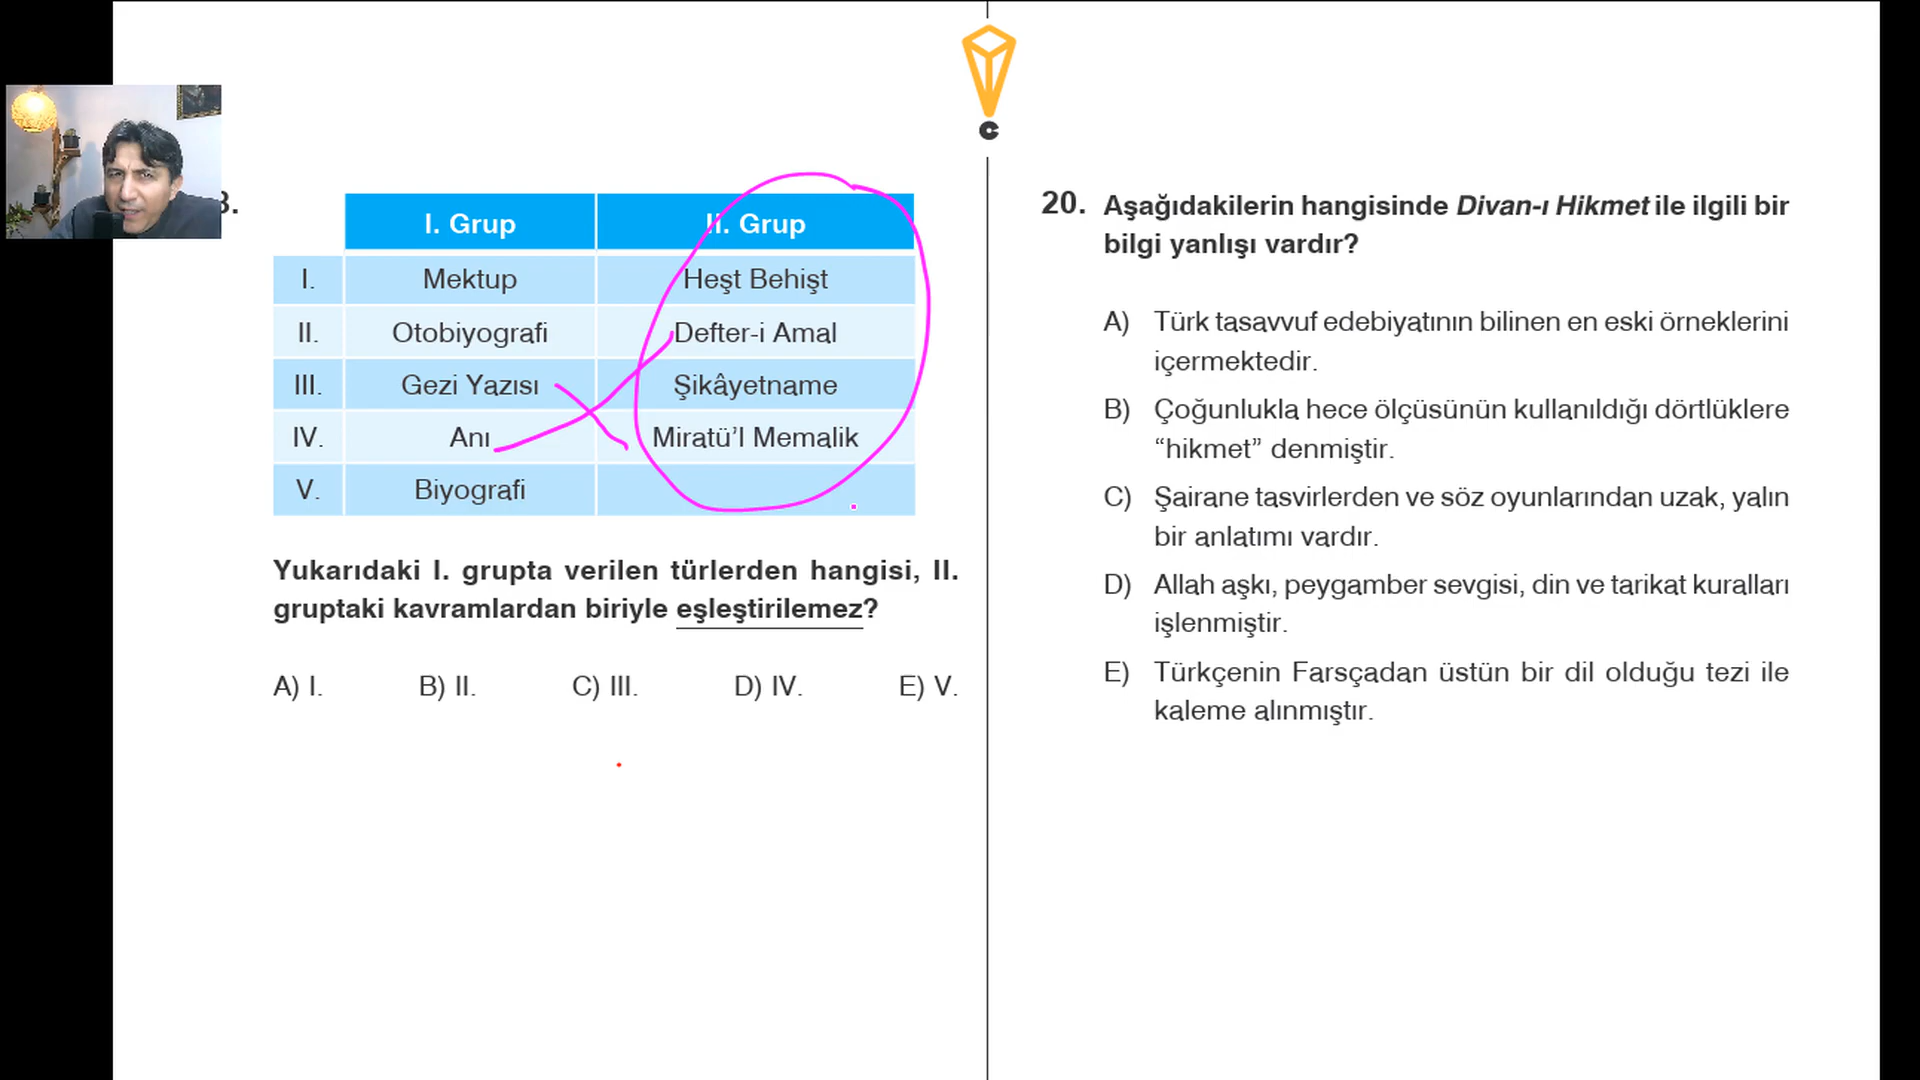 C
I. Grup II. Grup
I. Mektup Heşt Behişt
II. Otobiyografi Defter-i Amal
III. Gezi Yazısı Şikâyetname
IV. Anı Miratü’l Memalik
V. Biyografi
Yukarıdaki I. grupta verilen türlerden hangisi, II.
gruptaki kavramlardan biriyle eşleştirilemez?
A) I. B) II. C) III. D) IV. E) V.
20. Aşağıdakilerin hangisinde Divan-ı Hikmet ile ilgili bir
bilgi yanlışı vardır?
A) Türk tasavvuf edebiyatının bilinen en eski örneklerini
içermektedir.
B) Çoğunlukla hece ölçüsünün kullanıldığı dörtlüklere
“hikmet” denmiştir.
C) Şairane tasvirlerden ve söz oyunlarından uzak, yalın
bir anlatımı vardır.
D) Allah aşkı, peygamber sevgisi, din ve tarikat kuralları
işlenmiştir.
E) Türkçenin Farsçadan üstün bir dil olduğu tezi ile
kaleme alınmıştır.